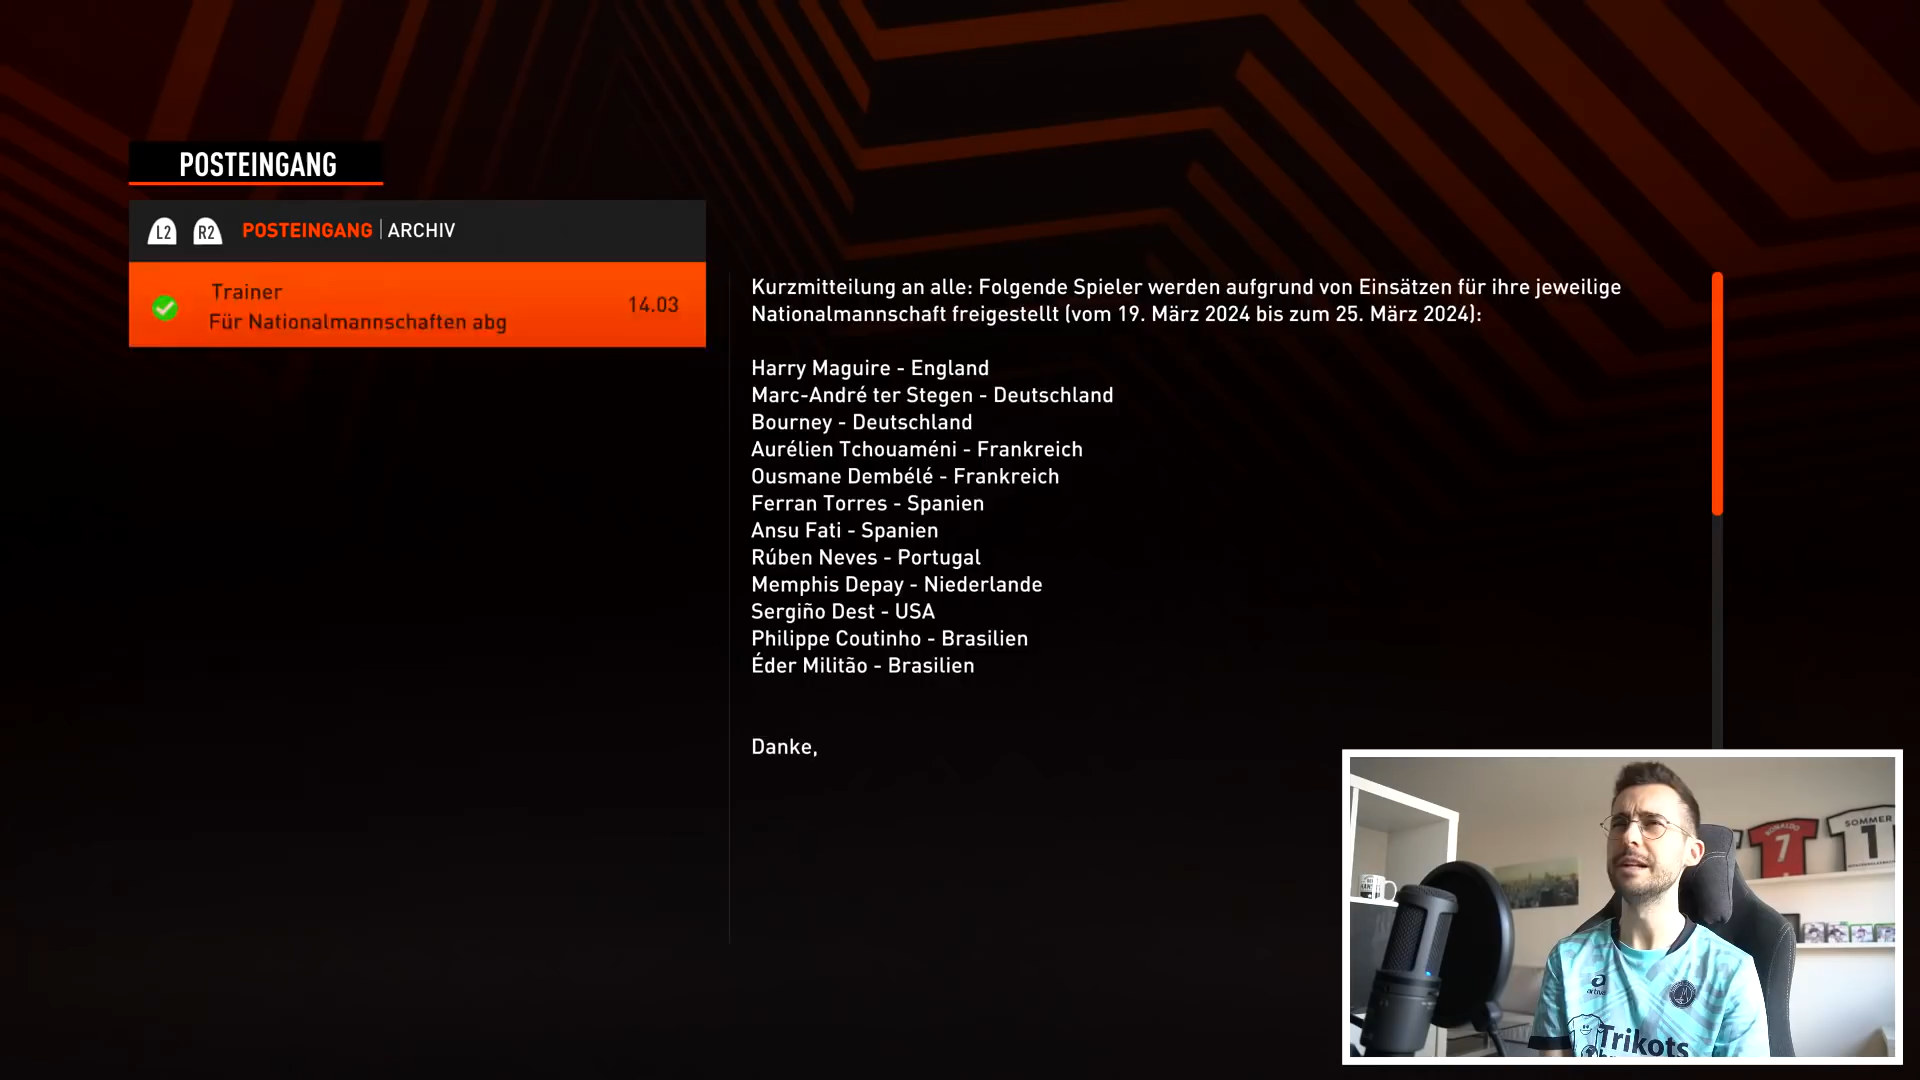 POSTEINGANG
L2 R2 POSTEINGANG | ARCHIV
Trainer
Für Nationalmannschaften abg
14.03
Kurzmitteilung an alle: Folgende Spieler werden aufgrund von Einsätzen für ihre jeweilige
Nationalmannschaft freigestellt (vom 19. März 2024 bis zum 25. März 2024):
Harry Maguire - England
Marc-André ter Stegen - Deutschland
Bourney - Deutschland
Aurélien Tchouaméni - Frankreich
Ousmane Dembélé - Frankreich
Ferran Torres - Spanien
Ansu Fati - Spanien
Rúben Neves - Portugal
Memphis Depay - Niederlande
Sergiño Dest - USA
Philippe Coutinho - Brasilien
Éder Militão - Brasilien
Danke,
RONALDO
7
SOMMER
1
Trikots